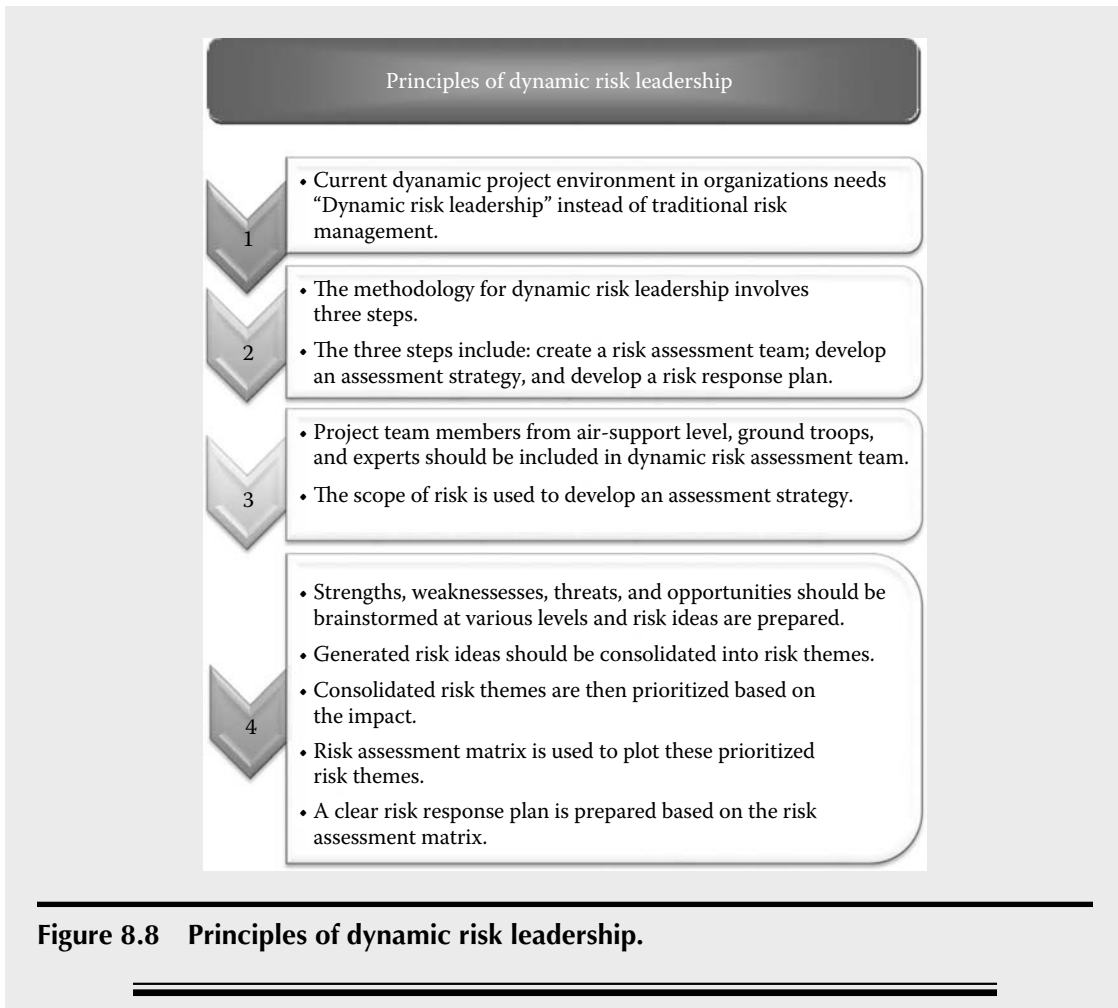 Principles of dynamic risk leadership
1
• Current dyanamic project environment in organizations needs
“Dynamic risk leadership” instead of traditional risk
management.
2
• The methodology for dynamic risk leadership involves
three steps.
• The three steps include: create a risk assessment team; develop
an assessment strategy, and develop a risk response plan.
3
• Project team members from air-support level, ground troops,
and experts should be included in dynamic risk assessment team.
• The scope of risk is used to develop an assessment strategy.
4
• Strengths, weaknessesses, threats, and opportunities should be
brainstormed at various levels and risk ideas are prepared.
• Generated risk ideas should be consolidated into risk themes.
• Consolidated risk themes are then prioritized based on
the impact.
• Risk assessment matrix is used to plot these prioritized
risk themes.
• A clear risk response plan is prepared based on the risk
assessment matrix.
Figure 8.8 Principles of dynamic risk leadership.